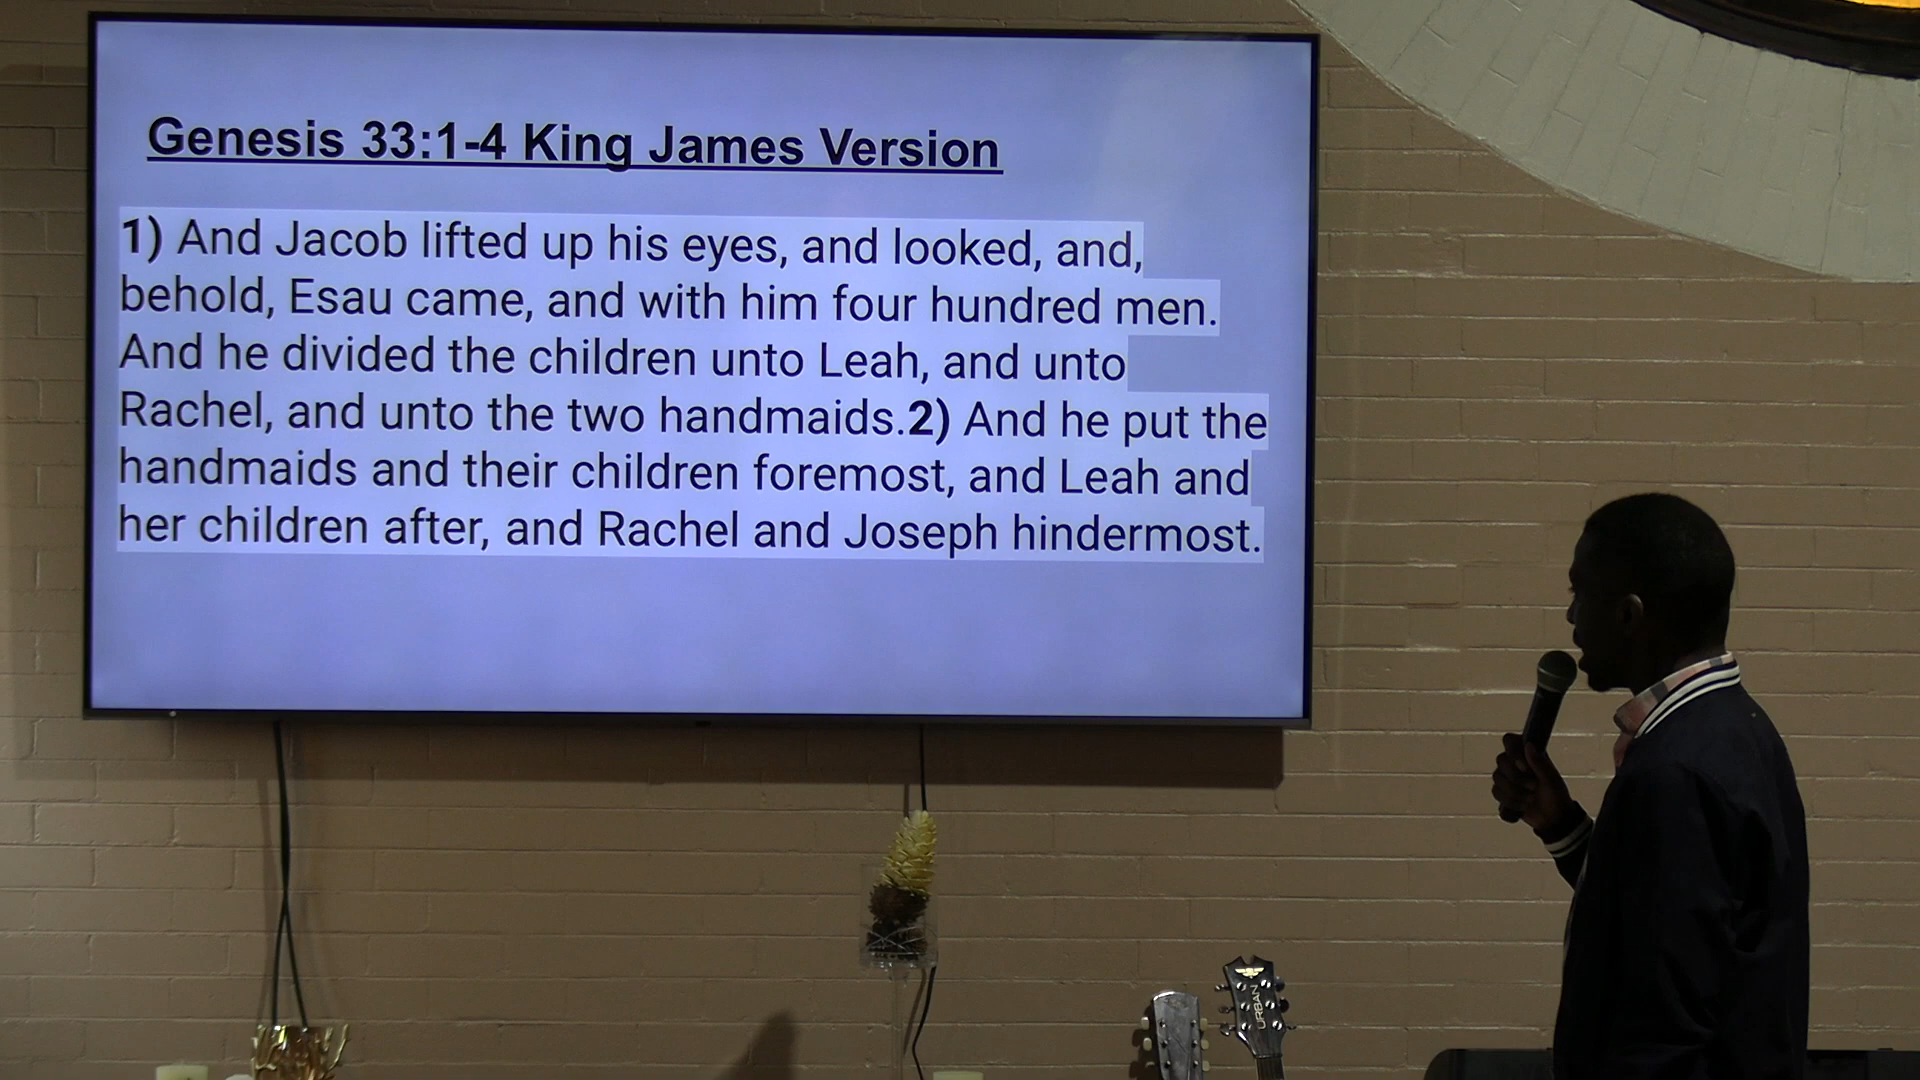 Genesis 33:1-4 King James Version
1) And Jacob lifted up his eyes, and looked, and,
behold, Esau came, and with him four hundred men.
And he divided the children unto Leah, and unto
Rachel, and unto the two handmaids.2) And he put the
handmaids and their children foremost, and Leah and
her children after, and Rachel and Joseph hindermost.
URBAN